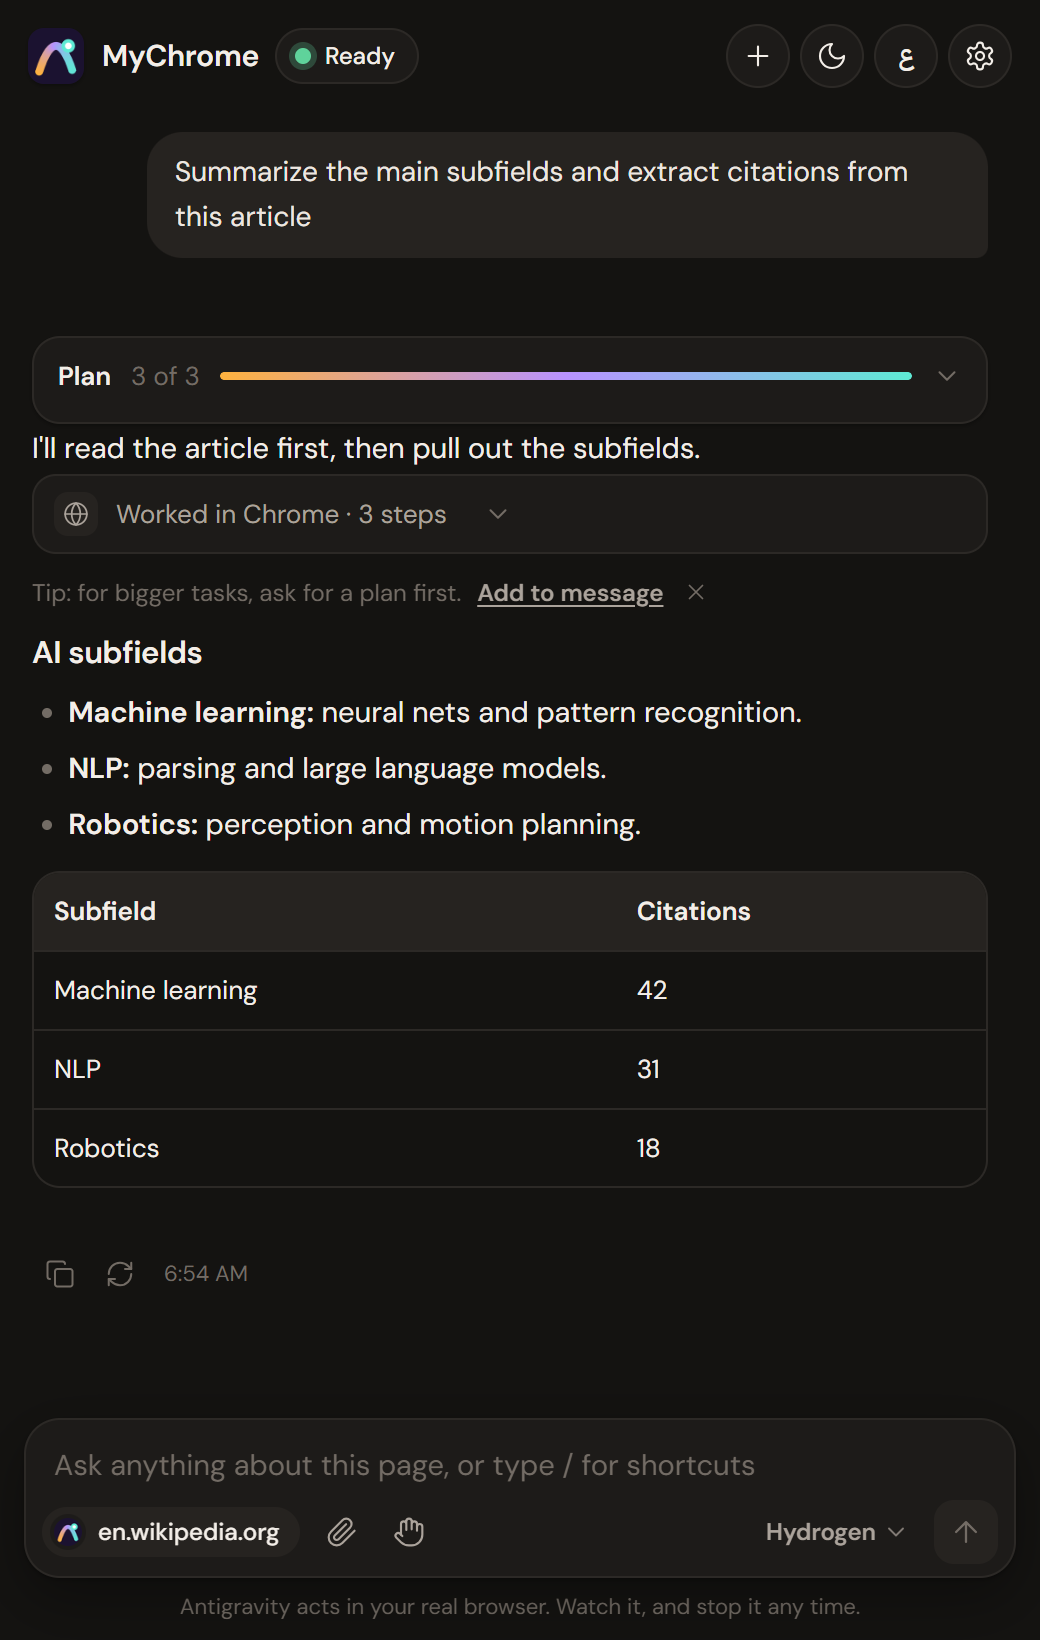 MyChrome
Ready
ع
Summarize the main subfields and extract citations from
this article
Plan 3 of 3
I'll read the article first, then pull out the subfields.
Worked in Chrome · 3 steps
Tip: for bigger tasks, ask for a plan first. Add to message
AI subfields
Machine learning: neural nets and pattern recognition.
NLP: parsing and large language models.
Robotics: perception and motion planning.
Subfield Citations
Machine learning 42
NLP 31
Robotics 18
6:54 AM
Ask anything about this page, or type / for shortcuts
en.wikipedia.org Hydrogen
Antigravity acts in your real browser. Watch it, and stop it any time.